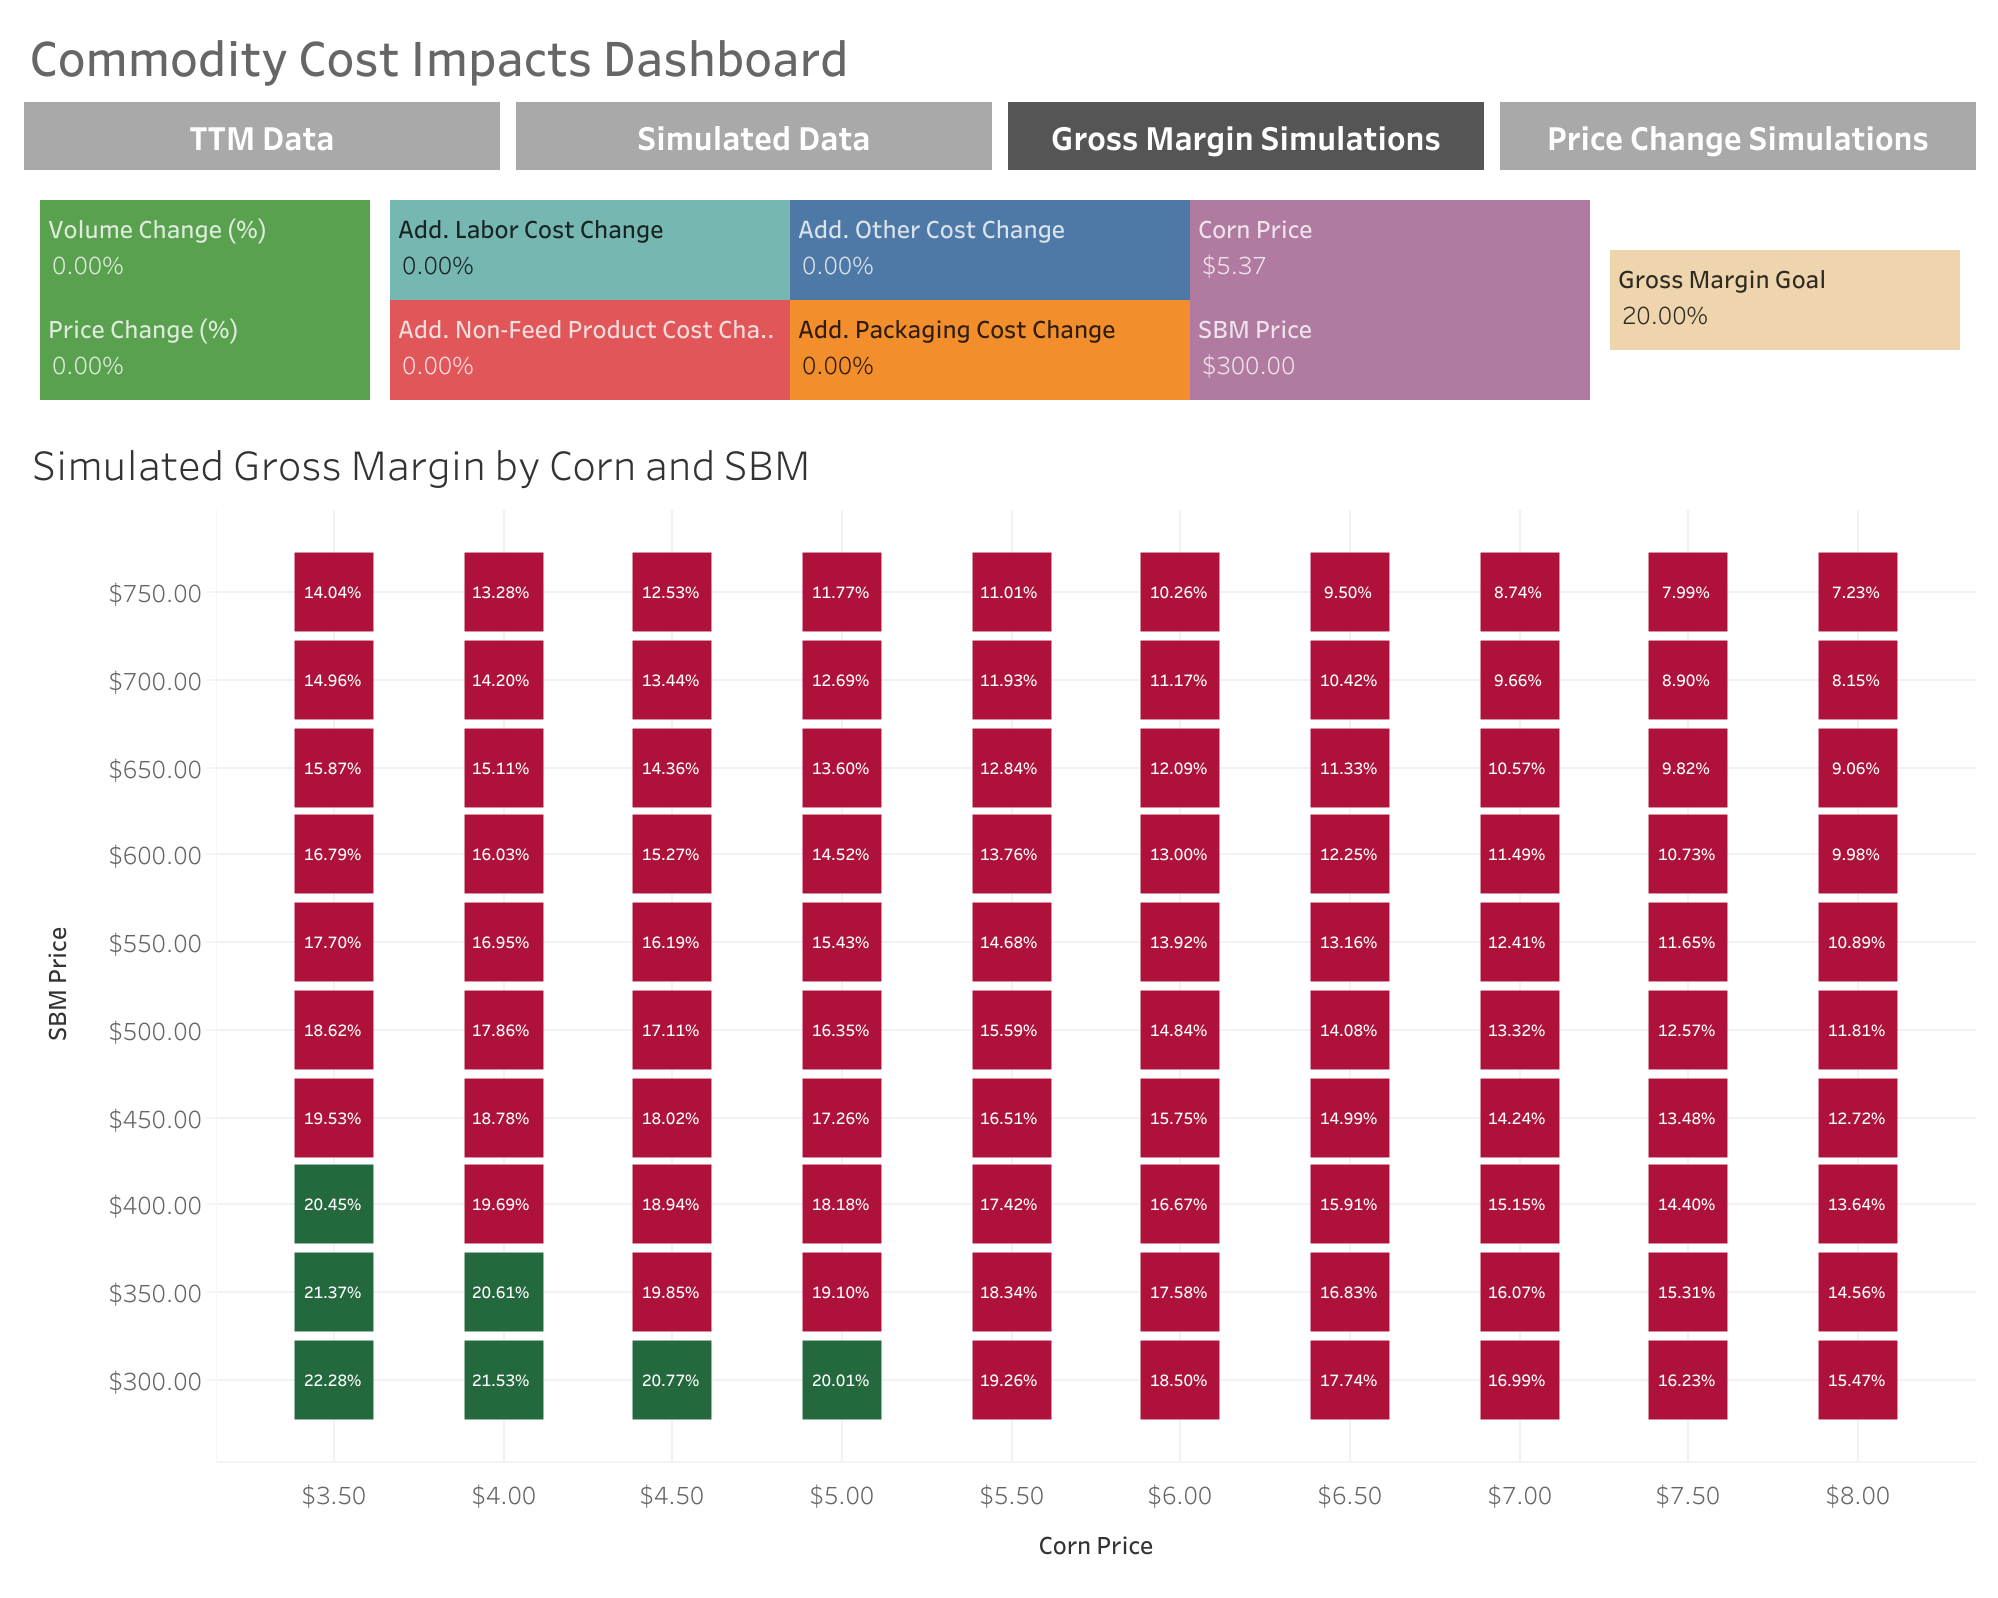 Commodity Cost Impacts Dashboard
TTM Data Simulated Data Gross Margin Simulations Price Change Simulations
Volume Change (%)
0.00%
Price Change (%)
0.00%
Add. Labor Cost Change
0.00%
Add. Non-Feed Product Cost Cha..
0.00%
Add. Other Cost Change
0.00%
Add. Packaging Cost Change
0.00%
Corn Price
$5.37
SBM Price
$300.00
Gross Margin Goal
20.00%
Simulated Gross Margin by Corn and SBM
SBM Price
$750.00 14.04% 13.28% 12.53% 11.77% 11.01% 10.26% 9.50% 8.74% 7.99% 7.23%
$700.00 14.96% 14.20% 13.44% 12.69% 11.93% 11.17% 10.42% 9.66% 8.90% 8.15%
$650.00 15.87% 15.11% 14.36% 13.60% 12.84% 12.09% 11.33% 10.57% 9.82% 9.06%
$600.00 16.79% 16.03% 15.27% 14.52% 13.76% 13.00% 12.25% 11.49% 10.73% 9.98%
$550.00 17.70% 16.95% 16.19% 15.43% 14.68% 13.92% 13.16% 12.41% 11.65% 10.89%
$500.00 18.62% 17.86% 17.11% 16.35% 15.59% 14.84% 14.08% 13.32% 12.57% 11.81%
$450.00 19.53% 18.78% 18.02% 17.26% 16.51% 15.75% 14.99% 14.24% 13.48% 12.72%
$400.00 20.45% 19.69% 18.94% 18.18% 17.42% 16.67% 15.91% 15.15% 14.40% 13.64%
$350.00 21.37% 20.61% 19.85% 19.10% 18.34% 17.58% 16.83% 16.07% 15.31% 14.56%
$300.00 22.28% 21.53% 20.77% 20.01% 19.26% 18.50% 17.74% 16.99% 16.23% 15.47%
$3.50 $4.00 $4.50 $5.00 $5.50 $6.00 $6.50 $7.00 $7.50 $8.00
Corn Price